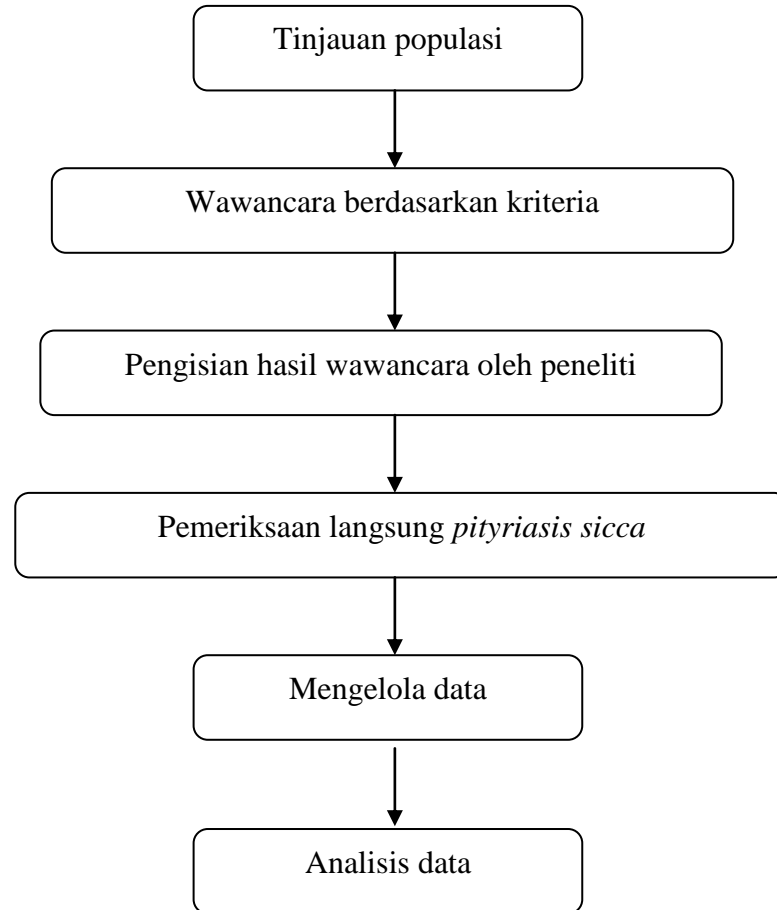 Tinjauan populasi
Wawancara berdasarkan kriteria
Pengisian hasil wawancara oleh peneliti
Pemeriksaan langsung pityriasis sicca
Mengelola data
Analisis data